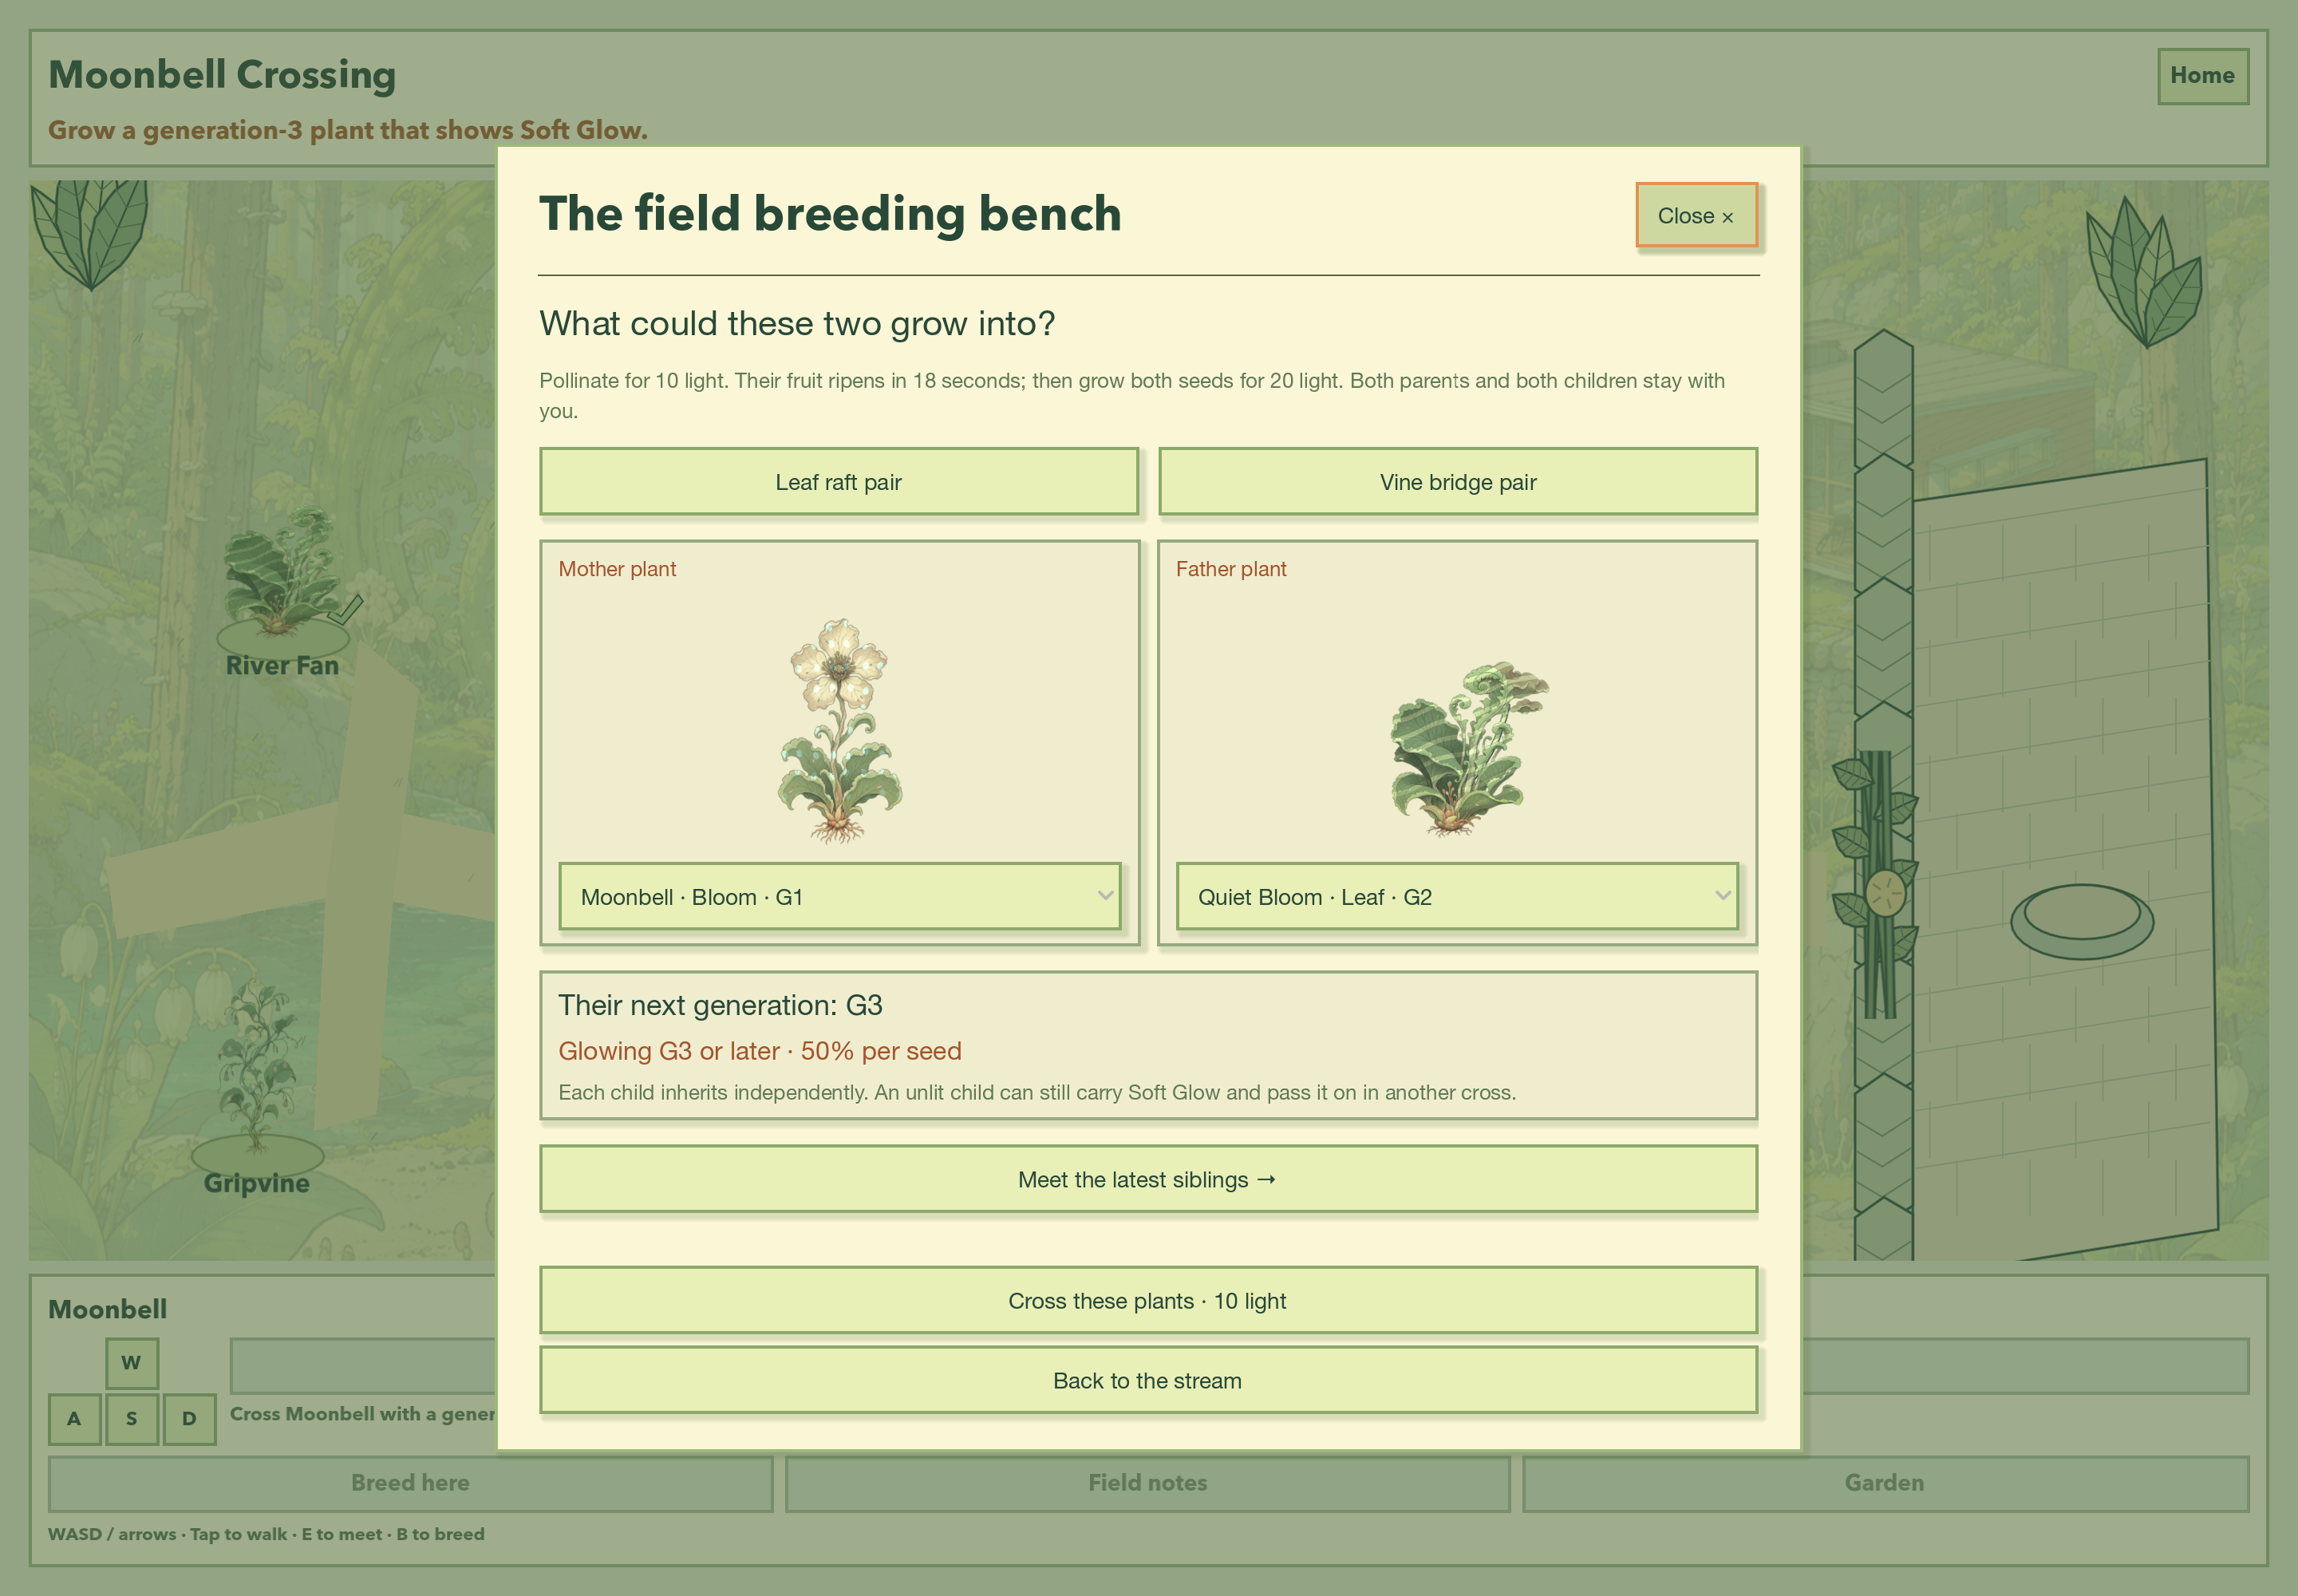 Moonbell Crossing
Home
Grow a generation-3 plant that shows Soft Glow.
The field breeding bench
Close ×
What could these two grow into?
Pollinate for 10 light. Their fruit ripens in 18 seconds; then grow both seeds for 20 light. Both parents and both children stay with
you.
Leaf raft pair
Vine bridge pair
Mother plant
Father plant
Moonbell · Bloom · G1
Quiet Bloom · Leaf · G2
Their next generation: G3
Glowing G3 or later · 50% per seed
Each child inherits independently. An unlit child can still carry Soft Glow and pass it on in another cross.
Meet the latest siblings →
Cross these plants · 10 light
Back to the stream
River Fan
Gripvine
Moonbell
W
A
S
D
Cross Moonbell with a
Breed here
Field notes
Garden
WASD / arrows · Tap to walk · E to meet · B to breed